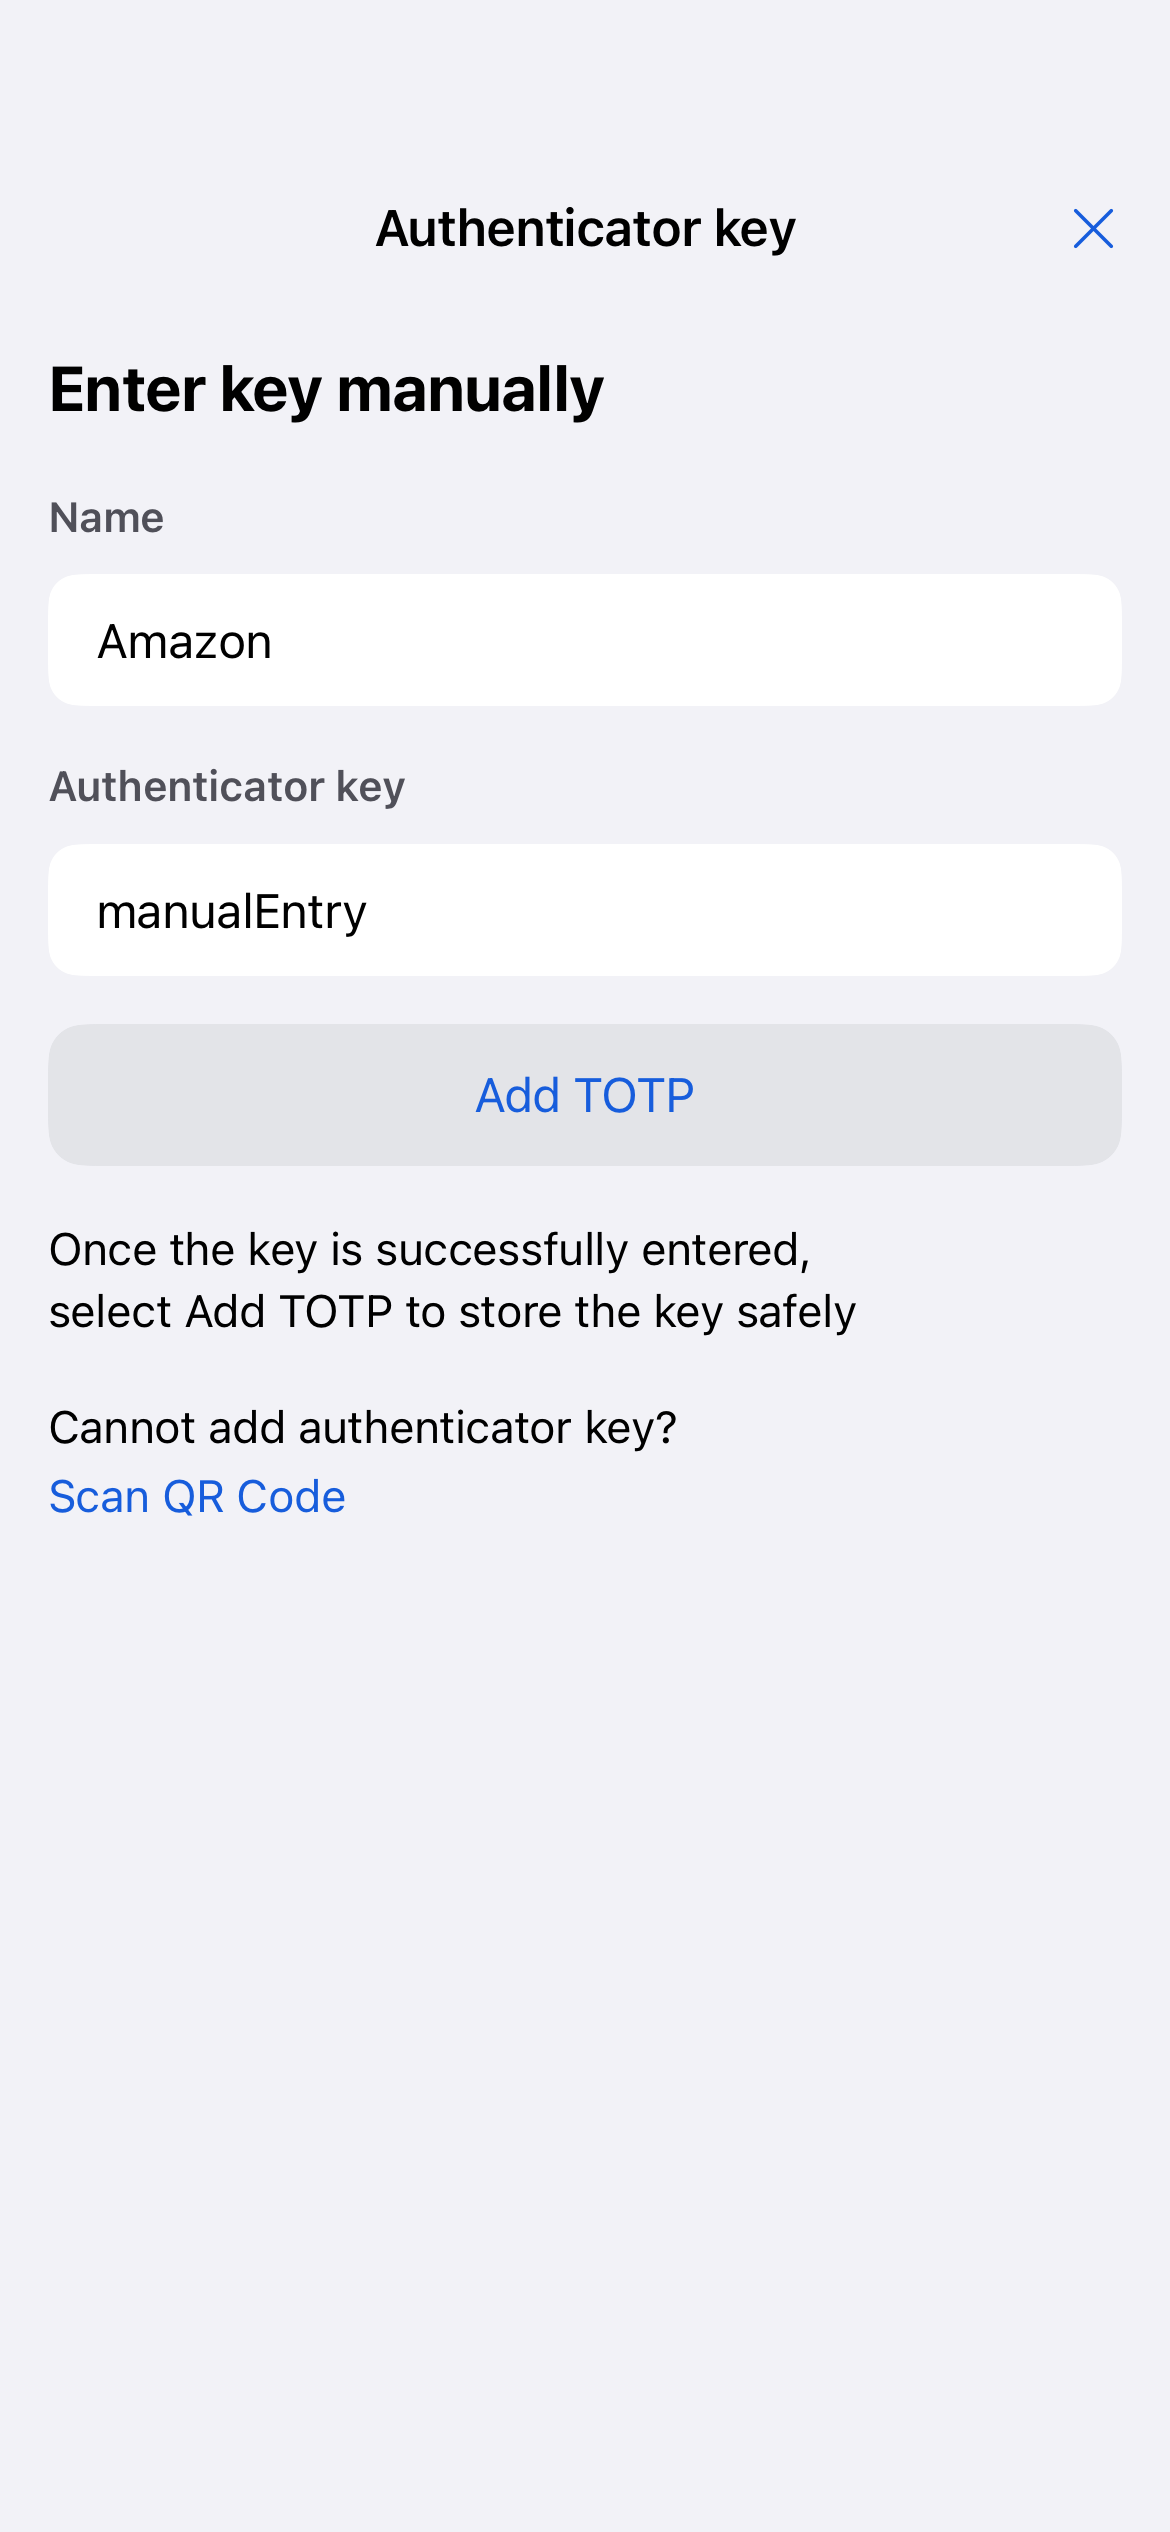 Authenticator key
Enter key manually
Name
Amazon
Authenticator key
manualEntry
Add TOTP
Once the key is successfully entered,
select Add TOTP to store the key safely
Cannot add authenticator key?
Scan QR Code